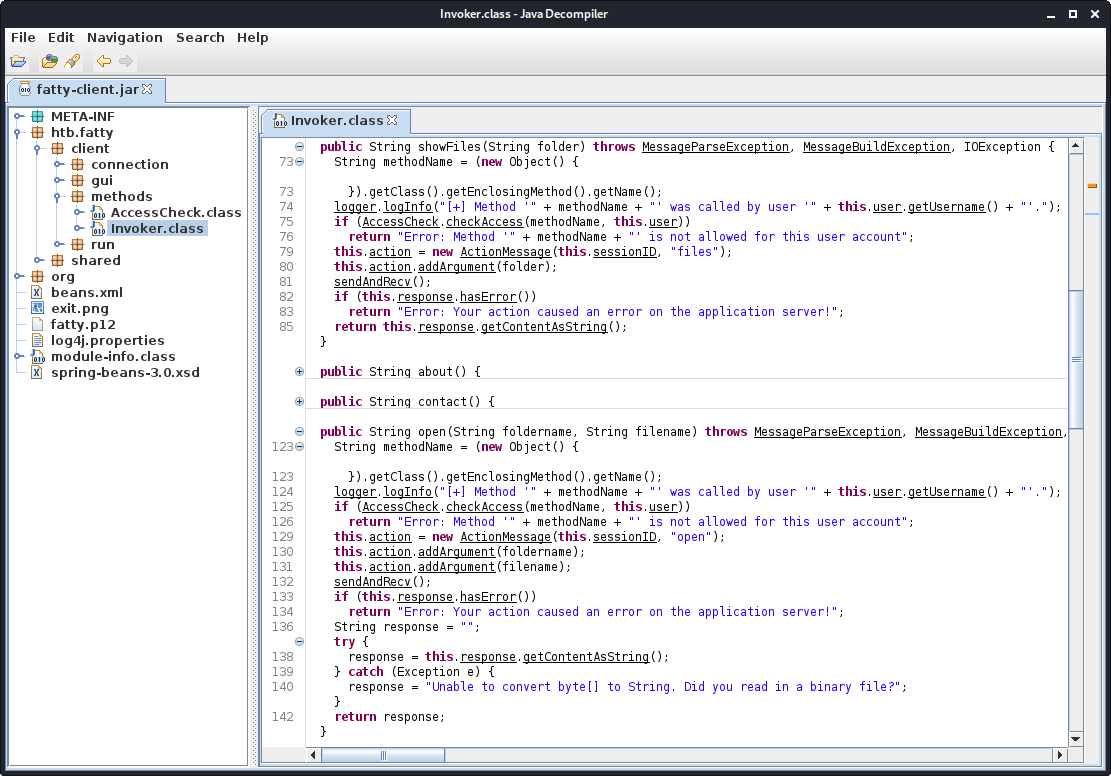 Invoker.class - Java Decompiler
File Edit Navigation Search Help
fatty-client.jar
META-INF
htb.fatty
client
connection
gui
methods
AccessCheck.class
Invoker.class
run
shared
org
beans.xml
exit.png
fatty.p12
log4j.properties
module-info.class
spring-beans-3.0.xsd
Invoker.class
public String showFiles(String folder) throws MessageParseException, MessageBuildException, IOException {
73 String methodName = (new Object() {
73 }).getClass().getEnclosingMethod().getName();
74 logger.logInfo("[+] Method '" + methodName + "' was called by user '" + this.user.getUsername() + "'.");
75 if (AccessCheck.checkAccess(methodName, this.user))
76 return "Error: Method '" + methodName + "' is not allowed for this user account";
79 this.action = new ActionMessage(this.sessionID, "files");
80 this.action.addArgument(folder);
81 sendAndRecv();
82 if (this.response.hasError())
83 return "Error: Your action caused an error on the application server!";
85 return this.response.getContentAsString();
}
public String about() {
public String contact() {
public String open(String foldername, String filename) throws MessageParseException, MessageBuildException,
123 String methodName = (new Object() {
123 }).getClass().getEnclosingMethod().getName();
124 logger.logInfo("[+] Method '" + methodName + "' was called by user '" + this.user.getUsername() + "'.");
125 if (AccessCheck.checkAccess(methodName, this.user))
126 return "Error: Method '" + methodName + "' is not allowed for this user account";
129 this.action = new ActionMessage(this.sessionID, "open");
130 this.action.addArgument(foldername);
131 this.action.addArgument(filename);
132 sendAndRecv();
133 if (this.response.hasError())
134 return "Error: Your action caused an error on the application server!";
136 String response = "";
try {
138 response = this.response.getContentAsString();
139 } catch (Exception e) {
140 response = "Unable to convert byte[] to String. Did you read in a binary file?";
}
142 return response;
}